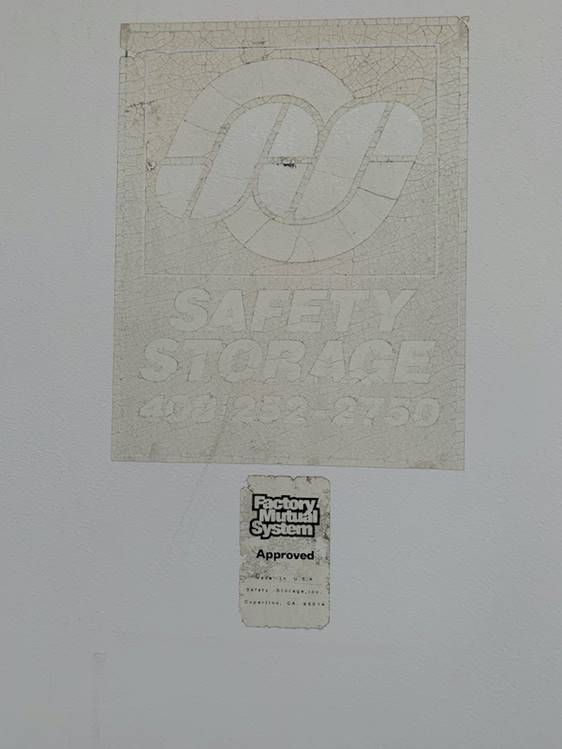 SAFETY
STORAGE
408-252-2750
Factory
Mutual
System
Approved
Made in U.S.A
Safety Storage, Inc.
Cupertino, CA. 95014